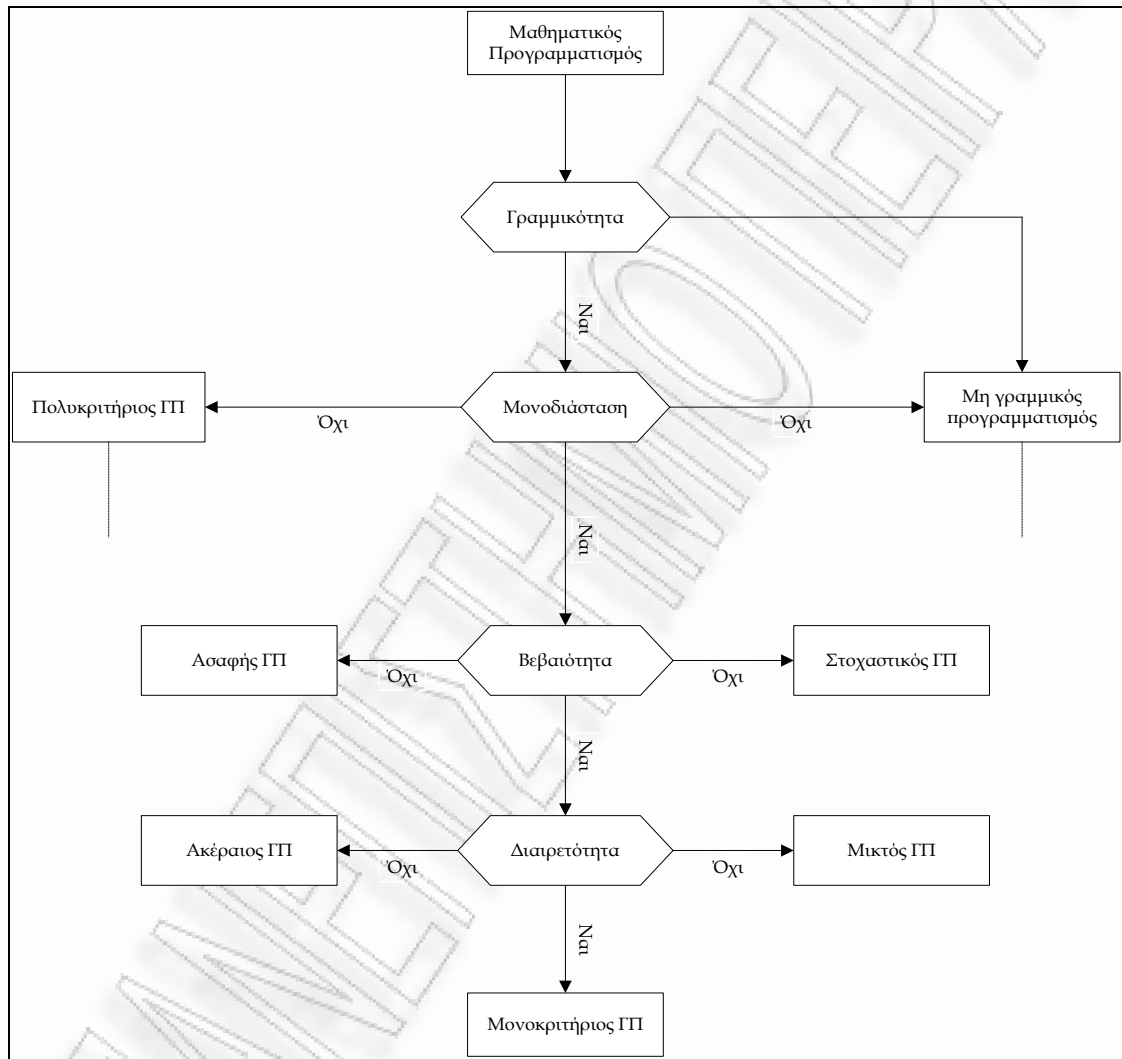 Μαθηματικός
Προγραμματισμός
Γραμμικότητα
Ναι
Πολυκριτήριος ΓΠ
Όχι
Μονοδιάσταση
Όχι
Μη γραμμικός
προγραμματισμός
Ναι
Ασαφής ΓΠ
Όχι
Βεβαιότητα
Όχι
Στοχαστικός ΓΠ
Ναι
Ακέραιος ΓΠ
Όχι
Διαιρετότητα
Όχι
Μικτός ΓΠ
Ναι
Μονοκριτήριος ΓΠ